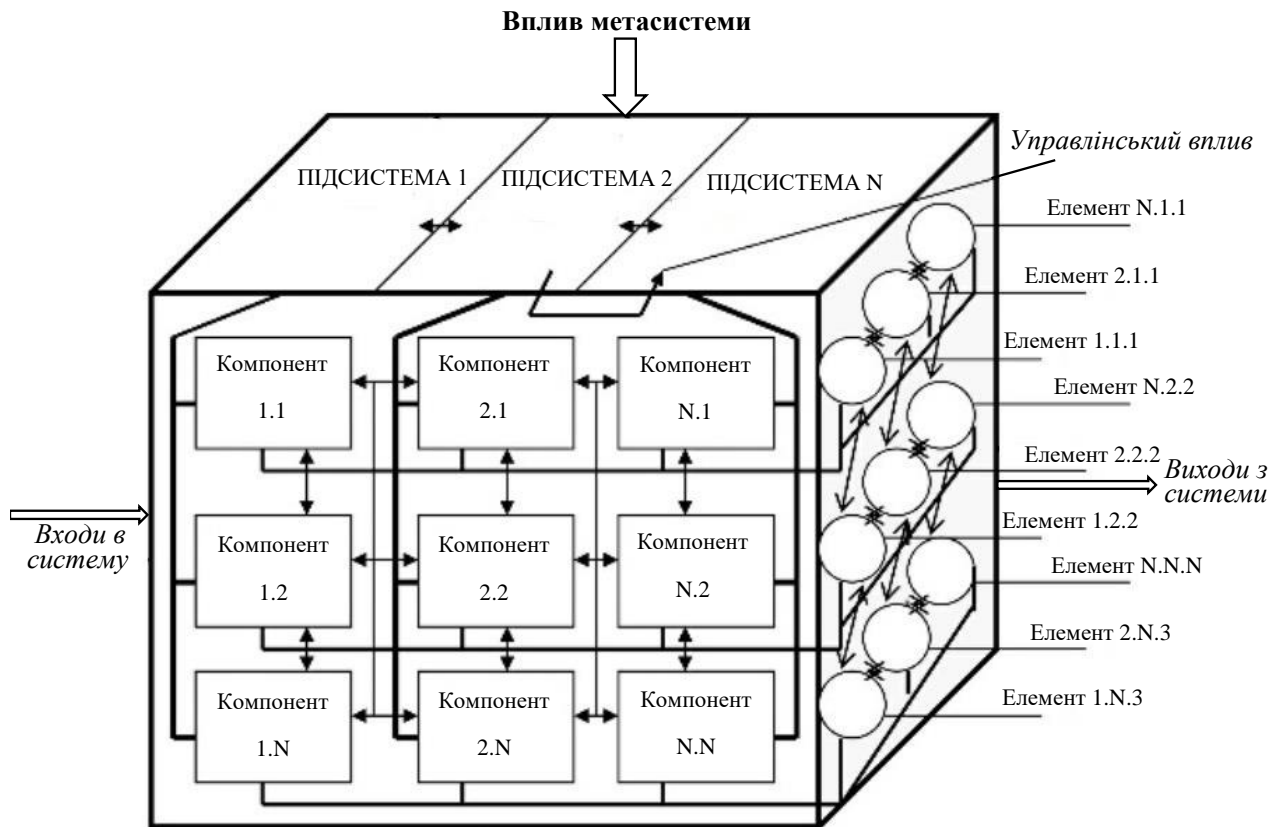 Вплив метасистеми
Управлінський вплив
ПІДСИСТЕМА 1
ПІДСИСТЕМА 2
ПІДСИСТЕМА N
Елемент N.1.1
Елемент 2.1.1
Елемент 1.1.1
Елемент N.2.2
Елемент 2.2.2
Виходи з
системи
Елемент 1.2.2
Елемент N.N.N
Елемент 2.N.3
Елемент 1.N.3
Входи в
систему
Компонент
1.1
Компонент
2.1
Компонент
N.1
Компонент
1.2
Компонент
2.2
Компонент
N.2
Компонент
1.N
Компонент
2.N
Компонент
N.N